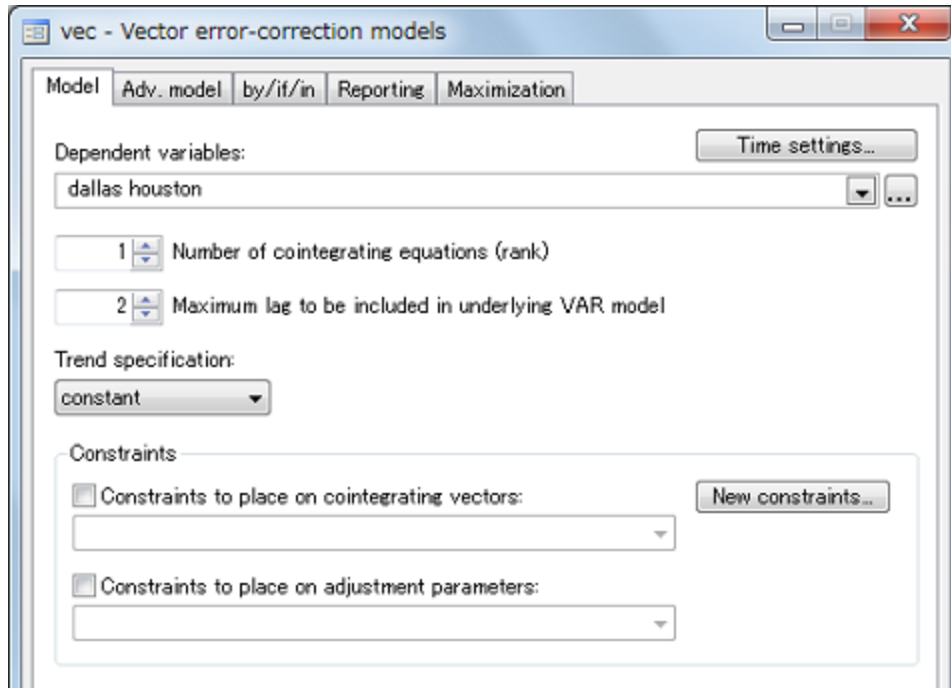 vec - Vector error-correction models
Model Adv. model by/if/in Reporting Maximization
Dependent variables: Time settings...
dallas houston ...
1 Number of cointegrating equations (rank)
2 Maximum lag to be included in underlying VAR model
Trend specification:
constant
Constraints
Constraints to place on cointegrating vectors: New constraints...
Constraints to place on adjustment parameters: